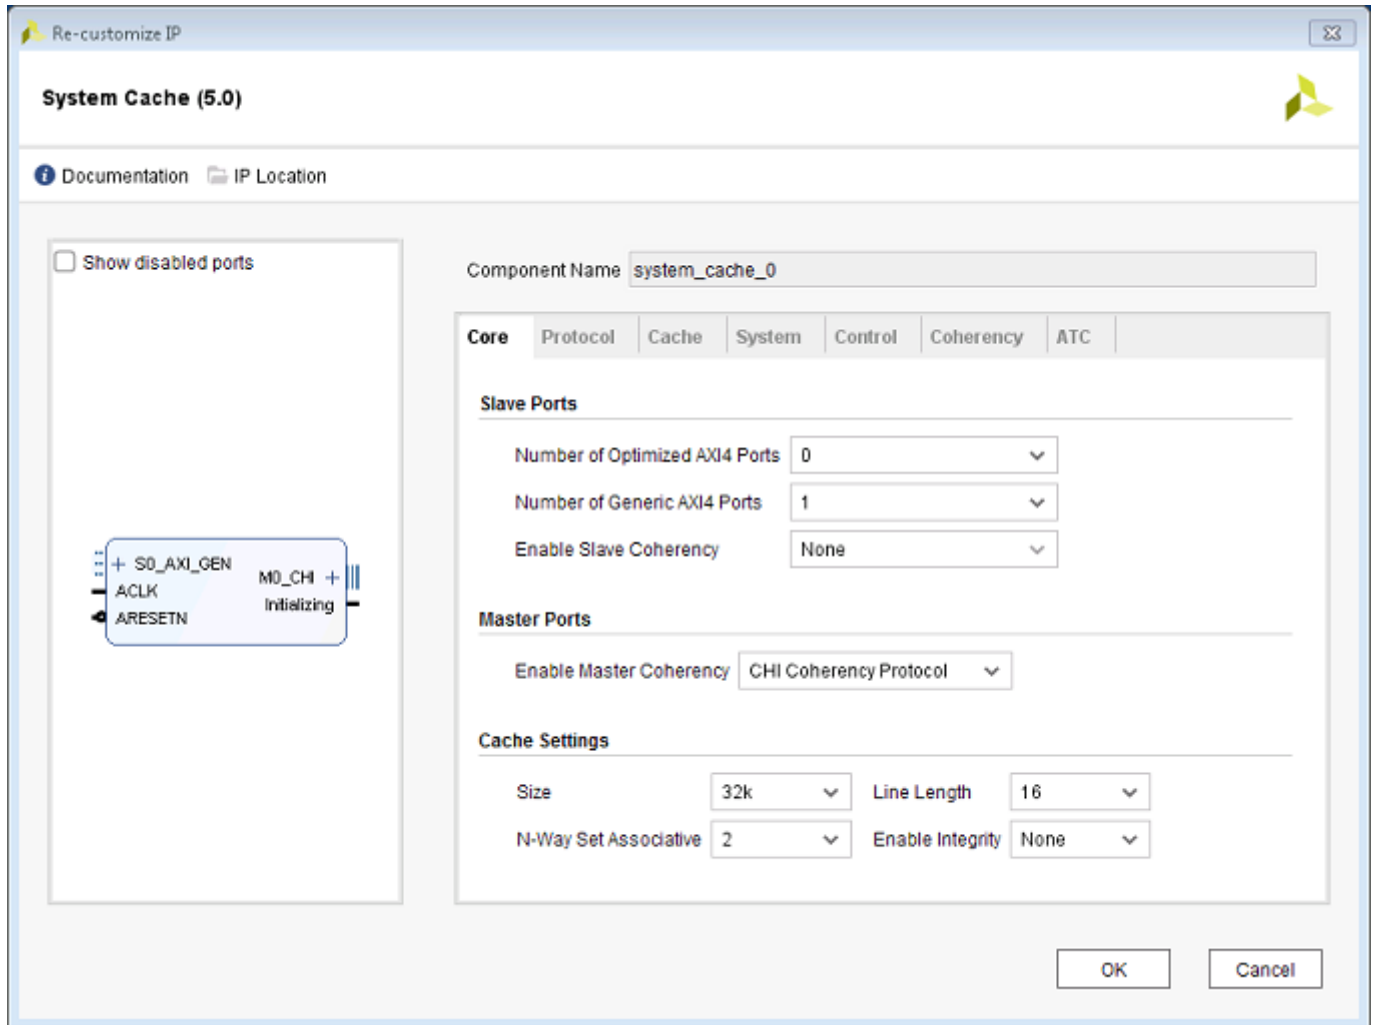 Re-customize IP
System Cache (5.0)
Documentation IP Location
Show disabled ports
S0_AXI_GEN
ACLK
ARESETN
M0_CHI
Initializing
Component Name system_cache_0
Core Protocol Cache System Control Coherency ATC
Slave Ports
Number of Optimized AXI4 Ports 0
Number of Generic AXI4 Ports 1
Enable Slave Coherency None
Master Ports
Enable Master Coherency CHI Coherency Protocol
Cache Settings
Size 32k Line Length 16
N-Way Set Associative 2 Enable Integrity None
OK Cancel